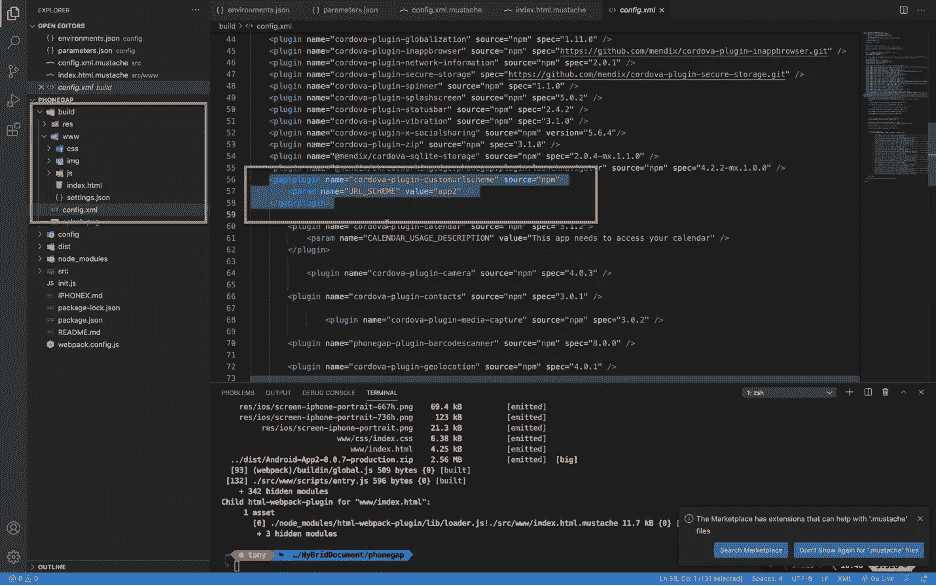 EXPLORER
OPEN EDITORS
environments.json config
parameters.json config
config.xml.mustache src
index.html.mustache src/www
config.xml build
PHONEGAP
build
res
www
css
img
js
index.html
settings.json
config.xml
config
dist
node_modules
src
init.js
IPHONEX.md
package-lock.json
package.json
README.md
webpack.config.js
OUTLINE
environments.json
parameters.json
config.xml.mustache
index.html.mustache
config.xml
build > config.xml
44 <plugin name="cordova-plugin-globalization" source="npm" spec="1.11.0" />
45 <plugin name="cordova-plugin-inappbrowser" source="npm" spec="https://github.com/mendix/cordova-plugin-inappbrowser.git" />
46 <plugin name="cordova-plugin-network-information" source="npm" spec="2.0.1" />
47 <plugin name="cordova-plugin-secure-storage" spec="https://github.com/mendix/cordova-plugin-secure-storage.git" />
48 <plugin name="cordova-plugin-spinner" source="npm" spec="1.1.0" />
49 <plugin name="cordova-plugin-splashscreen" source="npm" spec="5.0.2" />
50 <plugin name="cordova-plugin-statusbar" source="npm" spec="2.4.2" />
51 <plugin name="cordova-plugin-vibration" source="npm" spec="3.1.0" />
52 <plugin name="cordova-plugin-x-socialsharing" source="npm" version="5.6.4"/>
53 <plugin name="cordova-plugin-zip" source="npm" spec="3.1.0" />
54 <plugin name="@mendix/cordova-sqlite-storage" source="npm" spec="2.0.4-mx.1.1.0" />
55 source="npm" spec="4.2.2-mx.1.0.0" />
56 name="cordova-plugin-customurlscheme" source="npm"
57 name="URL_SCHEME" value="app2"
58
59
60 <plugin name="cordova-plugin-calendar" source="npm" spec="5.1.2">
61 <param name="CALENDAR_USAGE_DESCRIPTION" value="This app needs to access your calendar" />
62 </plugin>
63
64 <plugin name="cordova-plugin-camera" source="npm" spec="4.0.3" />
65
66 <plugin name="cordova-plugin-contacts" source="npm" spec="3.0.1" />
67
68 <plugin name="cordova-plugin-media-capture" source="npm" spec="3.0.2" />
69
70 <plugin name="phonegap-plugin-barcodescanner" source="npm" spec="8.0.0" />
71
72 <plugin name="cordova-plugin-geolocation" source="npm" spec="4.0.1" />
73
PROBLEMS OUTPUT DEBUG CONSOLE TERMINAL 1: zsh
res/ios/screen-iphone-portrait-667h.png 69.4 kB [emitted]
res/ios/screen-iphone-portrait-736h.png 123 kB [emitted]
res/ios/screen-iphone-portrait.png 21.3 kB [emitted]
www/css/index.css 6.38 kB [emitted]
www/index.html 4.25 kB [emitted]
../dist/Android-App2-0.0.7-production.zip 2.56 MB [emitted] [big]
[93] (webpack)/buildin/global.js 509 bytes {0} [built]
[132] ./src/www/scripts/entry.js 596 bytes {0} [built]
+ 342 hidden modules
Child html-webpack-plugin for "www/index.html":
1 asset
[0] ./node_modules/html-webpack-plugin/lib/loader.js!./src/www/index.html.mustache 11.7 kB {0} [
+ 3 hidden modules
tony …/HyBridDocument/phonegap
The Marketplace has extensions that can help with '.mustache' files
Search Marketplace
Don't Show Again for '.mustache' files
Ln 59, Col 1 (131 selected) Spaces: 4 UTF-8 LF XML Go Live